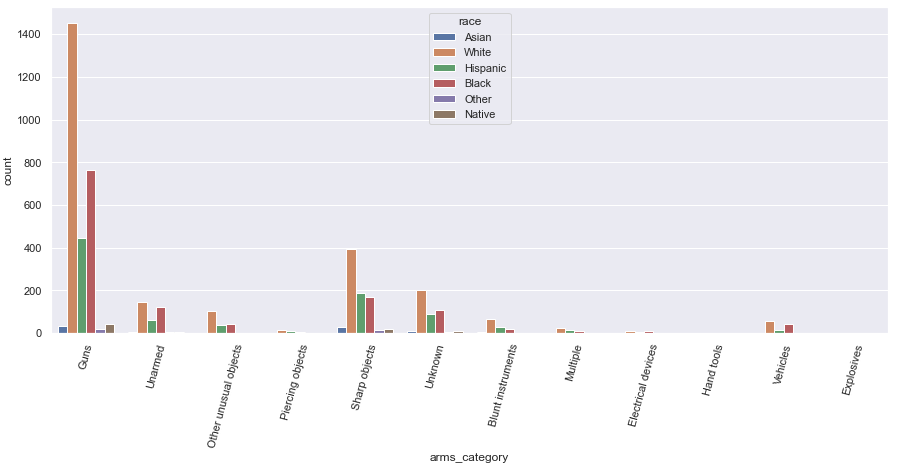 race
Asian
White
Hispanic
Black
Other
Native
count
1400
1200
1000
800
600
400
200
0
Guns
Unarmed
Other unusual objects
Piercing objects
Sharp objects
Unknown
Blunt instruments
Multiple
Electrical devices
Hand tools
Vehicles
Explosives
arms_category